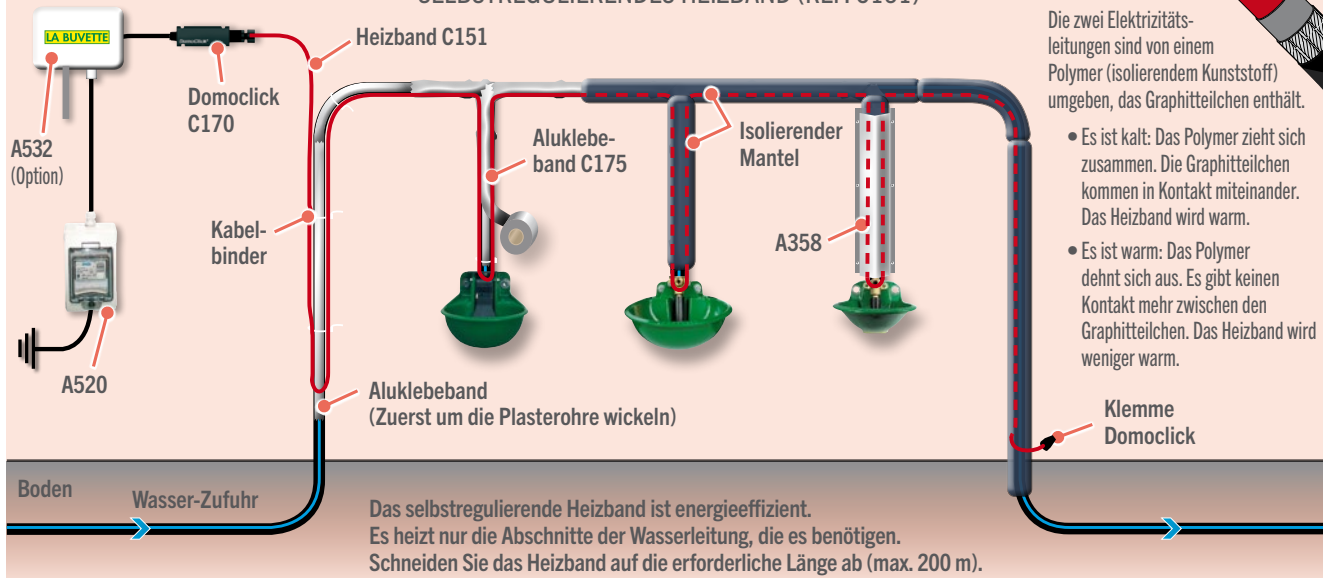 SELBSTREGULIERENDES HEIZBAND (REF. C151)
LA BUVETTE
Heizband C151
Domoclick
C170
A532
(Option)
Kabel-
binder
A520
Aluklebe-
band C175
Isolierender
Mantel
A358
Aluklebeband
(Zuerst um die Plasterohre wickeln)
Die zwei Elektrizitäts-
leitungen sind von einem
Polymer (isolierendem Kunststoff)
umgeben, das Graphitteilchen enthält.
• Es ist kalt: Das Polymer zieht sich
zusammen. Die Graphitteilchen
kommen in Kontakt miteinander.
Das Heizband wird warm.
• Es ist warm: Das Polymer
dehnt sich aus. Es gibt keinen
Kontakt mehr zwischen den
Graphitteilchen. Das Heizband wird
weniger warm.
Klemme
Domoclick
Boden
Wasser-Zufuhr
Das selbstregulierende Heizband ist energieeffizient.
Es heizt nur die Abschnitte der Wasserleitung, die es benötigen.
Schneiden Sie das Heizband auf die erforderliche Länge ab (max. 200 m).